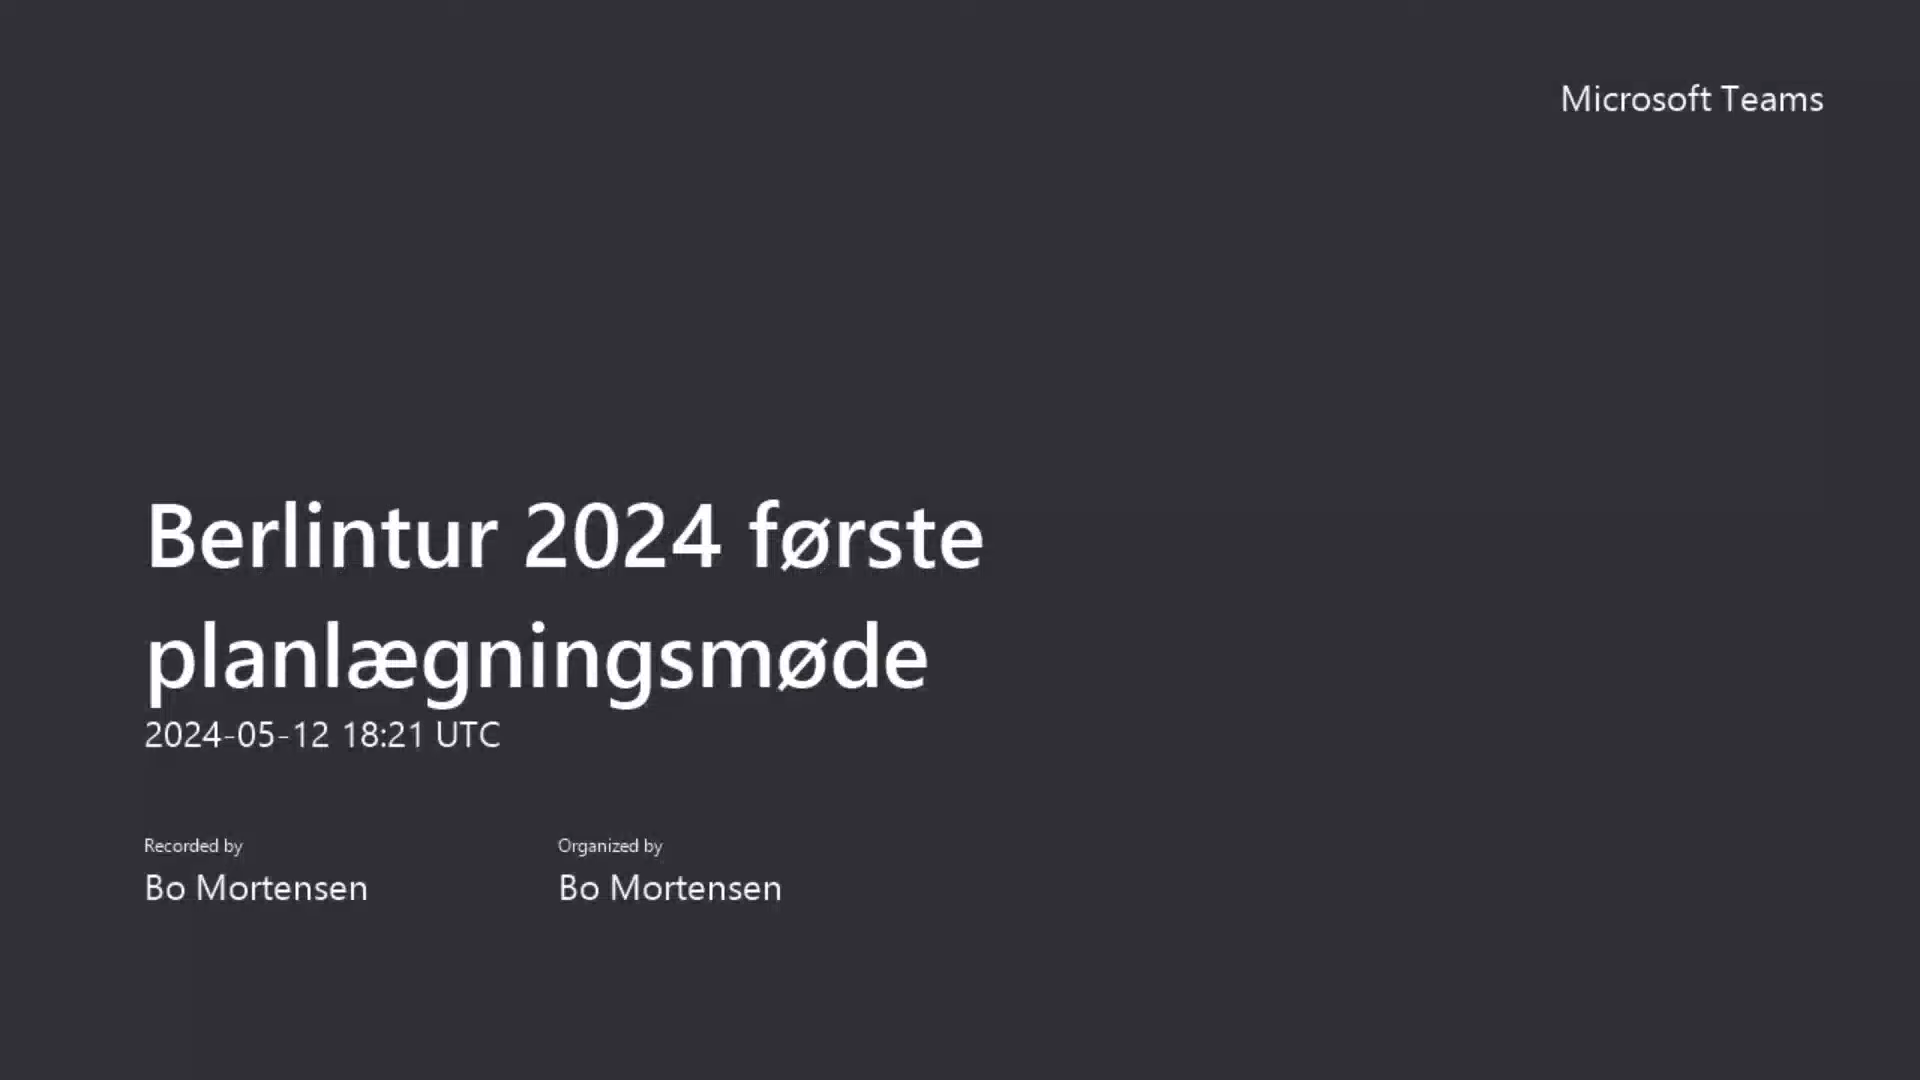 Microsoft Teams
Berlintur 2024 første
planlægningsmøde
2024-05-12 18:21 UTC
Recorded by
Organized by
Bo Mortensen
Bo Mortensen